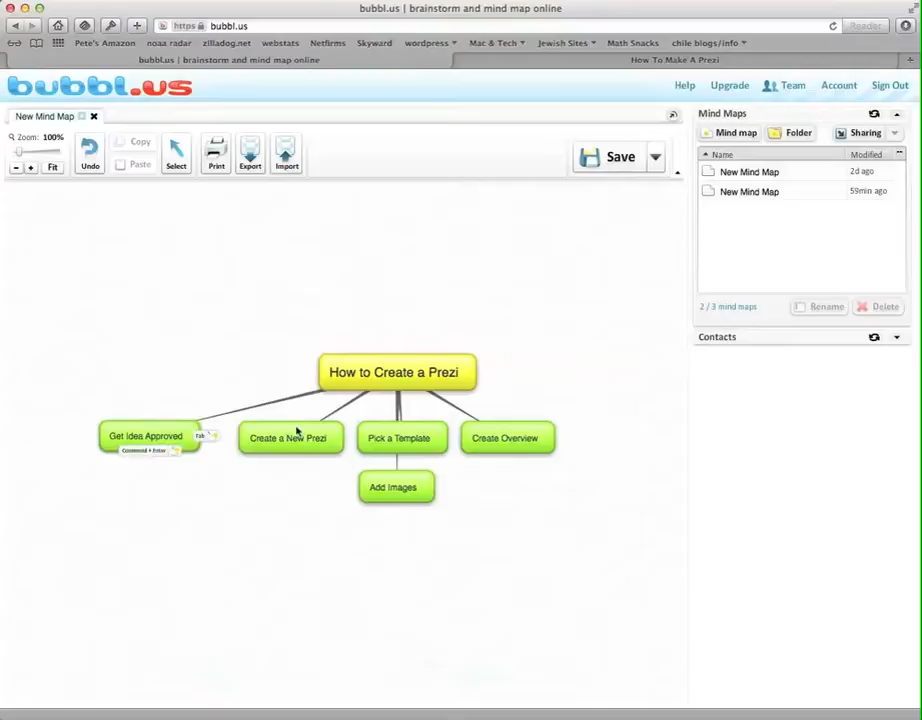 bubbl.us | brainstorm and mind map online
https bubbl.us
Reader
Pete's Amazon noaa radar zilladog.net webstats Netfirms Skyward wordpress Mac & Tech Jewish Sites Math Snacks chile blogs/info
bubbl.us | brainstorm and mind map online How To Make A Prezi
bubbl.us
Help Upgrade Team Account Sign Out
New Mind Map
Zoom: 100%
Fit
Undo
Copy
Paste
Select
Print
Export
Import
Save
Mind Maps
Mind map Folder Sharing
Name Modified
New Mind Map 2d ago
New Mind Map 59min ago
2 / 3 mind maps Rename Delete
Contacts
How to Create a Prezi
Get Idea Approved Tab
Command + Enter
Create a New Prezi
Pick a Template
Create Overview
Add Images